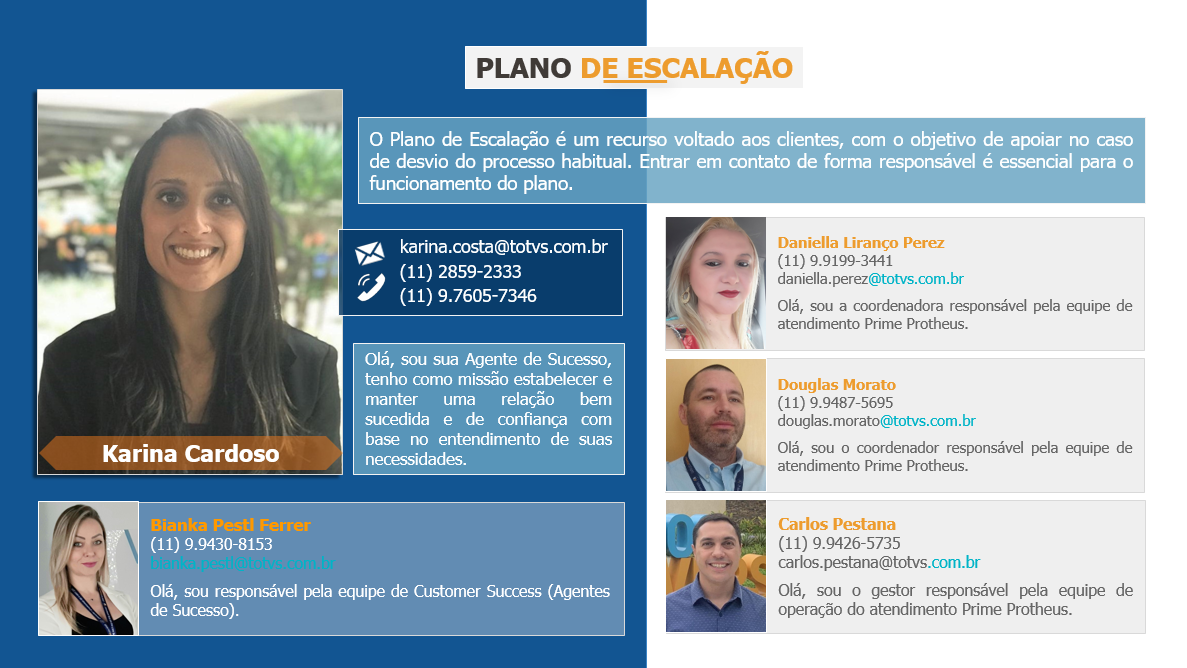 PLANO DE ESCALAÇÃO
O Plano de Escalação é um recurso voltado aos clientes, com o objetivo de apoiar no caso
de desvio do processo habitual. Entrar em contato de forma responsável é essencial para o
funcionamento do plano.
karina.costa@totvs.com.br
(11) 2859-2333
(11) 9.7605-7346
Olá, sou sua Agente de Sucesso,
tenho como missão estabelecer e
manter uma relação bem
sucedida e de confiança com
base no entendimento de suas
necessidades.
Karina Cardoso
Bianka Pestl Ferrer
(11) 9.9430-8153
bianka.pestl@totvs.com.br
Olá, sou responsável pela equipe de Customer Success (Agentes
de Sucesso).
Daniella Liranço Perez
(11) 9.9199-3441
daniella.perez@totvs.com.br
Olá, sou a coordenadora responsável pela equipe de
atendimento Prime Protheus.
Douglas Morato
(11) 9.9487-5695
douglas.morato@totvs.com.br
Olá, sou o coordenador responsável pela equipe de
atendimento Prime Protheus.
Carlos Pestana
(11) 9.9426-5735
carlos.pestana@totvs.com.br
Olá, sou o gestor responsável pela equipe de
operação do atendimento Prime Protheus.